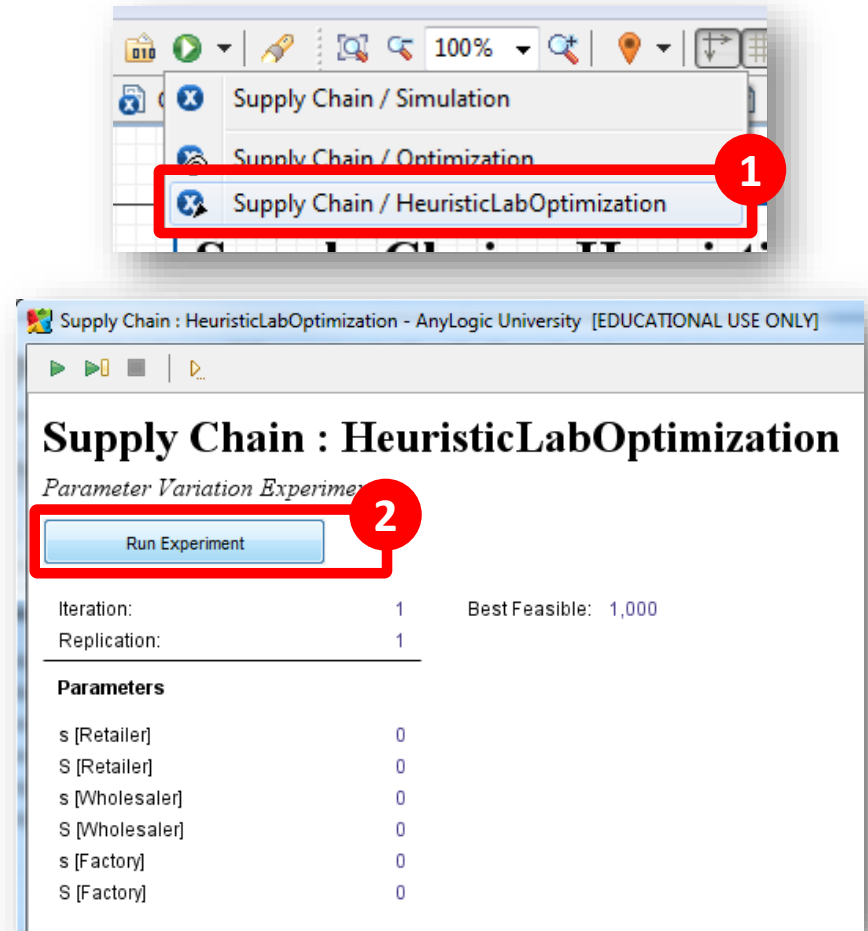 100%
Supply Chain / Simulation
Supply Chain / Optimization
1
Supply Chain / HeuristicLabOptimization
Supply Chain : HeuristicLabOptimization - AnyLogic University [EDUCATIONAL USE ONLY]
Supply Chain : HeuristicLabOptimization
Parameter Variation
2
Run Experiment
Iteration: 1 Best Feasible: 1,000
Replication: 1
Parameters
s [Retailer] 0
S [Retailer] 0
s [Wholesaler] 0
S [Wholesaler] 0
s [Factory] 0
S [Factory] 0